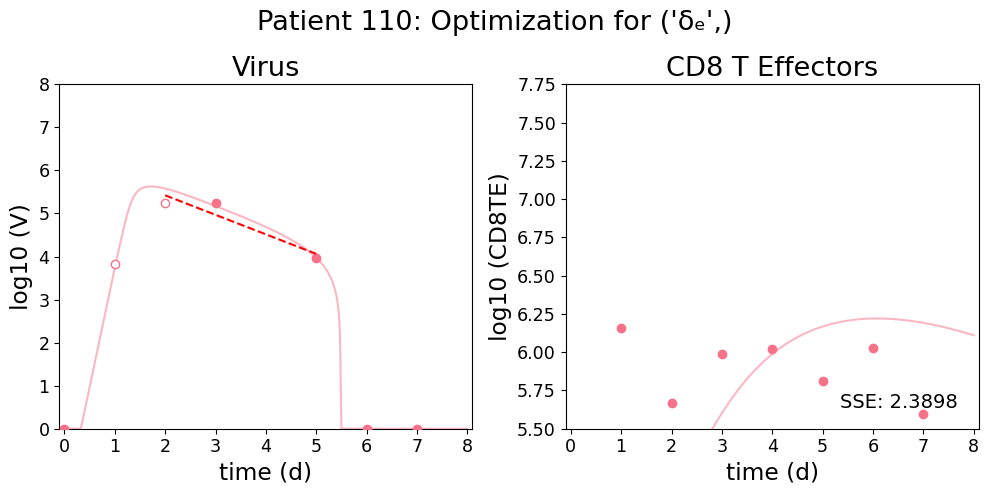 Patient 110: Optimization for ('δₑ',)
Virus
CD8 T Effectors
log10 (V)
8
7
6
5
4
3
2
1
0
0 1 2 3 4 5 6 7 8
time (d)
log10 (CD8TE)
7.75
7.50
7.25
7.00
6.75
6.50
6.25
6.00
5.75
5.50
SSE: 2.3898
0 1 2 3 4 5 6 7 8
time (d)